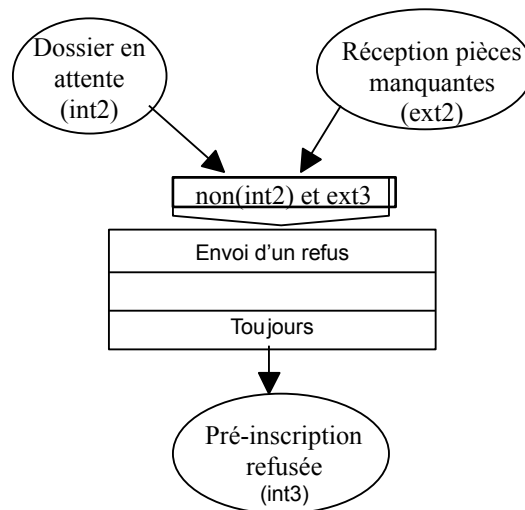 Dossier en
attente
(int2)
Réception pièces
manquantes
(ext2)
non(int2) et ext3
Envoi d'un refus
Toujours
Pré-inscription
refusée
(int3)